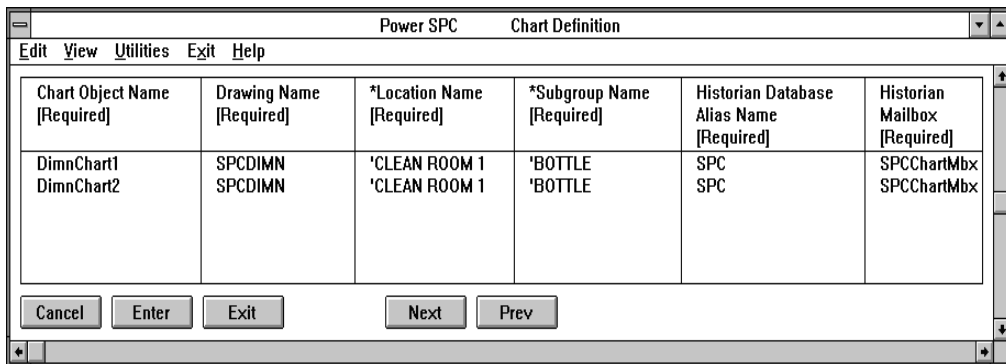 Power SPC Chart Definition
Edit View Utilities Exit Help
Chart Object Name [Required] Drawing Name [Required] *Location Name [Required] *Subgroup Name [Required] Historian Database Alias Name [Required] Historian Mailbox [Required]
DimnChart1 SPCDIMN 'CLEAN ROOM 1 'BOTTLE SPC SPCChartMbx
DimnChart2 SPCDIMN 'CLEAN ROOM 1 'BOTTLE SPC SPCChartMbx
Cancel Enter Exit Next Prev